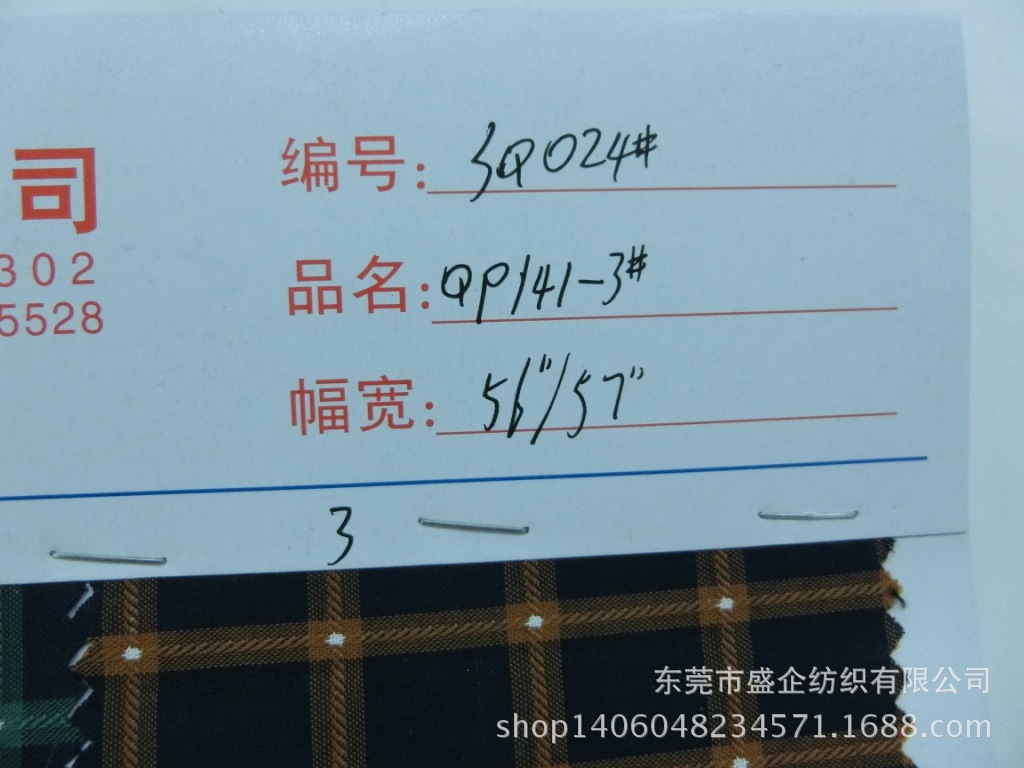 司
302
5528
编号: SQ024#
品名: QP141-3#
幅宽: 56"/57"
3
东莞市盛企纺织有限公司
shop1406048234571.1688.com